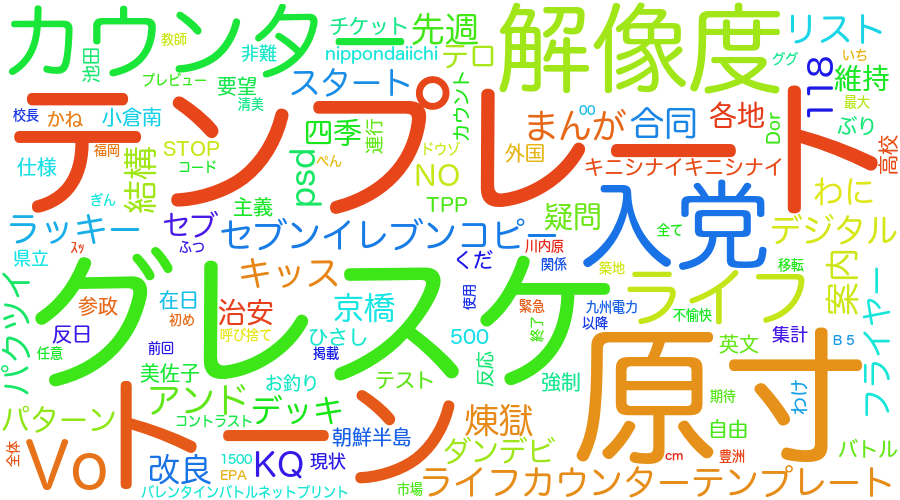 カウンター
チケット
先週
解像度
リスト
教師
非難
nippondaiichi
テロ
ググ
いち
池田
プレビュー
要望
スタート
カウント
118
維持
清美
最大
校長
かね
小倉南
テンプレート
四季
連行
oo
まんが
合同
各地
Dor
ぶり
福岡
STOP
ドゥゾ
外国
高校
仕様
コード
結構
psd
ぺん
NO
キニシナイキニシナイ
ぎん
主義
TPP
入党
わに
ラッキー
セブ
セブンイレブンコピー
疑問
デジタル
ふつ
全て
ｽｯ
県立
グレスケ
キッス
くだ
川内原
関係
築地
移転
ライフ
案内
パクッツイ
参政
在日
治安
京橋
使用
緊急
九州電力
不愉快
フライヤー
反日
初め
呼び捨て
ひさし
500
終了
以降
英文
集計
B５
任意
前回
掲載
美佐子
反応
原寸
お釣り
テスト
強制
期待
わけ
パターン
アンド
デッキ
煉獄
自由
コントラスト
トーン
朝鮮半島
ダンデビ
バトル
全体
Vo
改良
1500
KQ
現状
cm
豊洲
EPA
ライフカウンターテンプレート
バレンタインバトルネットプリント
市場